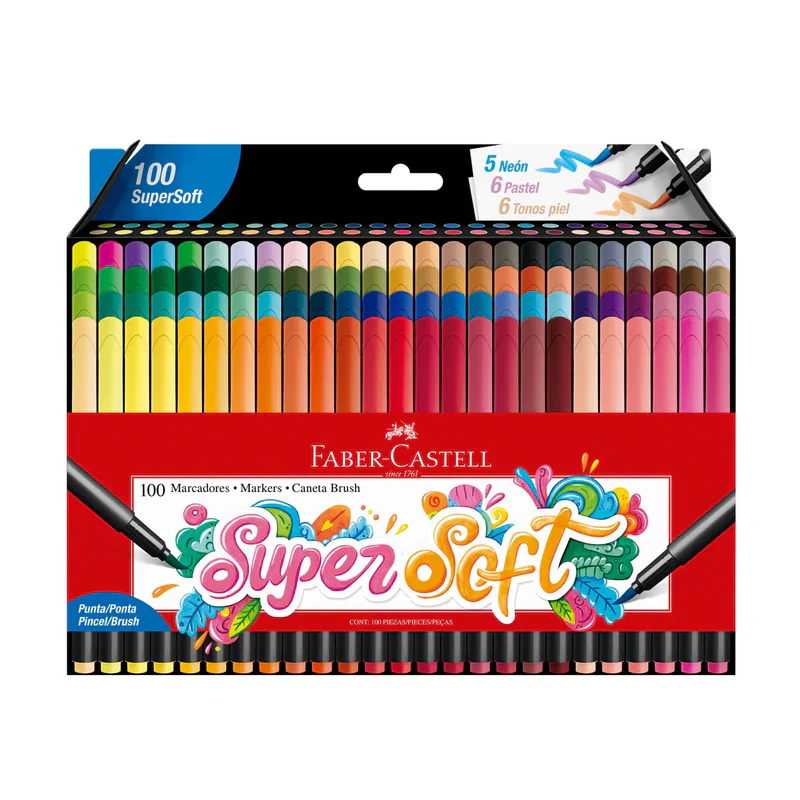 100
SuperSoft
5 Neón
6 Pastel
6 Tonos piel
FABER-CASTELL
since 1761
100 Marcadores • Markers • Caneta Brush
Super Soft
Punta/Ponta
Pincel/Brush
CONT: 100 PIEZAS/PIECES/PEÇAS